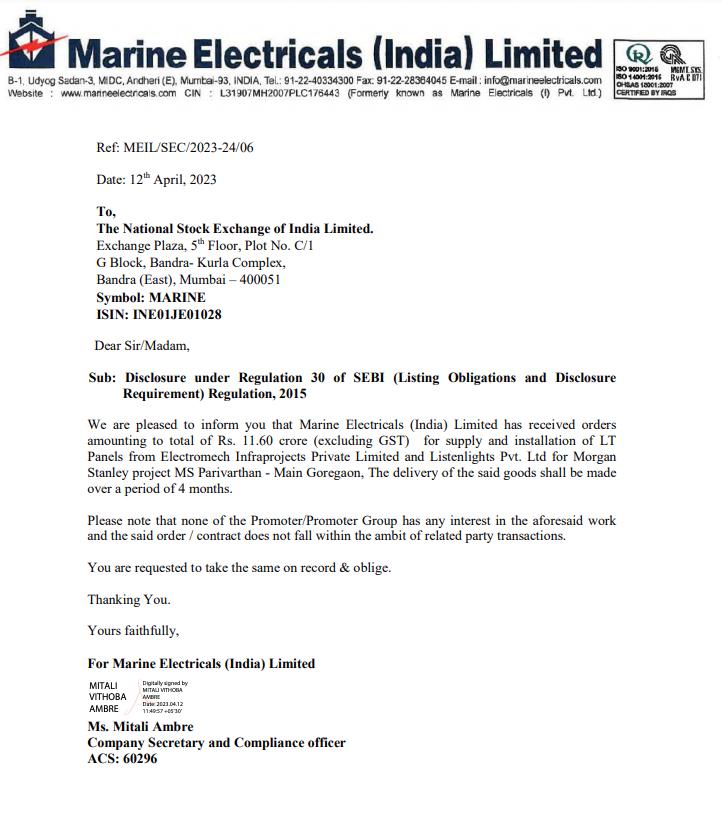 Marine Electricals (India) Limited
B-1, Udyog Sadan-3, MIDC, Andheri (E), Mumbai-93, INDIA, Tel.: 91-22-40334300 Fax: 91-22-28364045 E-mail : info@marineelectricals.com
Website : www.marineelectricals.com CIN : L31907MH2007PLC176443 (Formerly known as Marine Electricals (I) Pvt. Ltd.)
ISO 9001:2015 MGMT. SYS.
ISO 14001:2015 RvA C 071
OHSAS 18001:2007
CERTIFIED BY IRQS
Ref: MEIL/SEC/2023-24/06
Date: 12th April, 2023
To,
The National Stock Exchange of India Limited.
Exchange Plaza, 5th Floor, Plot No. C/1
G Block, Bandra- Kurla Complex,
Bandra (East), Mumbai – 400051
Symbol: MARINE
ISIN: INE01JE01028
Dear Sir/Madam,
Sub: Disclosure under Regulation 30 of SEBI (Listing Obligations and Disclosure
Requirement) Regulation, 2015
We are pleased to inform you that Marine Electricals (India) Limited has received orders
amounting to total of Rs. 11.60 crore (excluding GST) for supply and installation of LT
Panels from Electromech Infraprojects Private Limited and Listenlights Pvt. Ltd for Morgan
Stanley project MS Parivarthan - Main Goregaon, The delivery of the said goods shall be made
over a period of 4 months.
Please note that none of the Promoter/Promoter Group has any interest in the aforesaid work
and the said order / contract does not fall within the ambit of related party transactions.
You are requested to take the same on record & oblige.
Thanking You.
Yours faithfully,
For Marine Electricals (India) Limited
MITALI
VITHOBA
AMBRE
Digitally signed by
MITALI VITHOBA
AMBRE
Date: 2023.04.12
11:49:57 +05'30'
Ms. Mitali Ambre
Company Secretary and Compliance officer
ACS: 60296